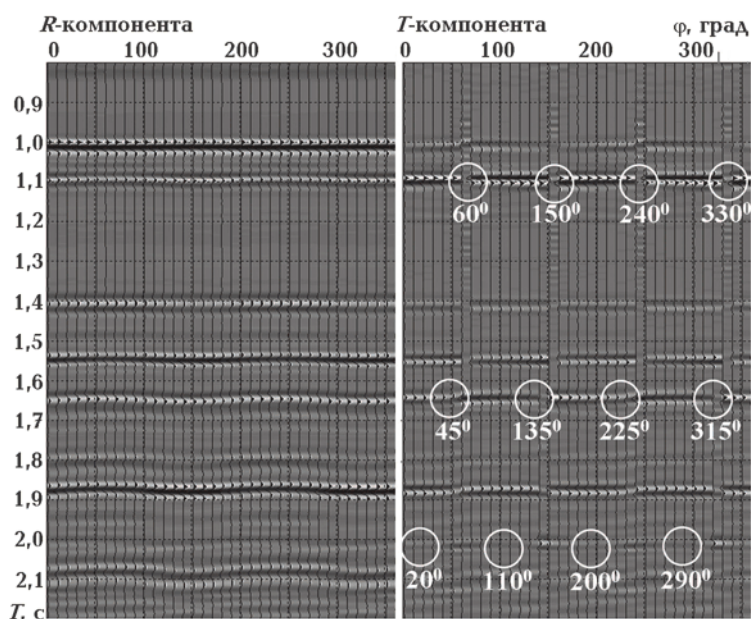 R-компонента
T-компонента
φ, град
0 100 200 300
0 100 200 300
0,9
1,0
1,1
1,2
1,3
1,4
1,5
1,6
1,7
1,8
1,9
2,0
2,1
T, с
60⁰ 150⁰ 240⁰ 330⁰
45⁰ 135⁰ 225⁰ 315⁰
20⁰ 110⁰ 200⁰ 290⁰